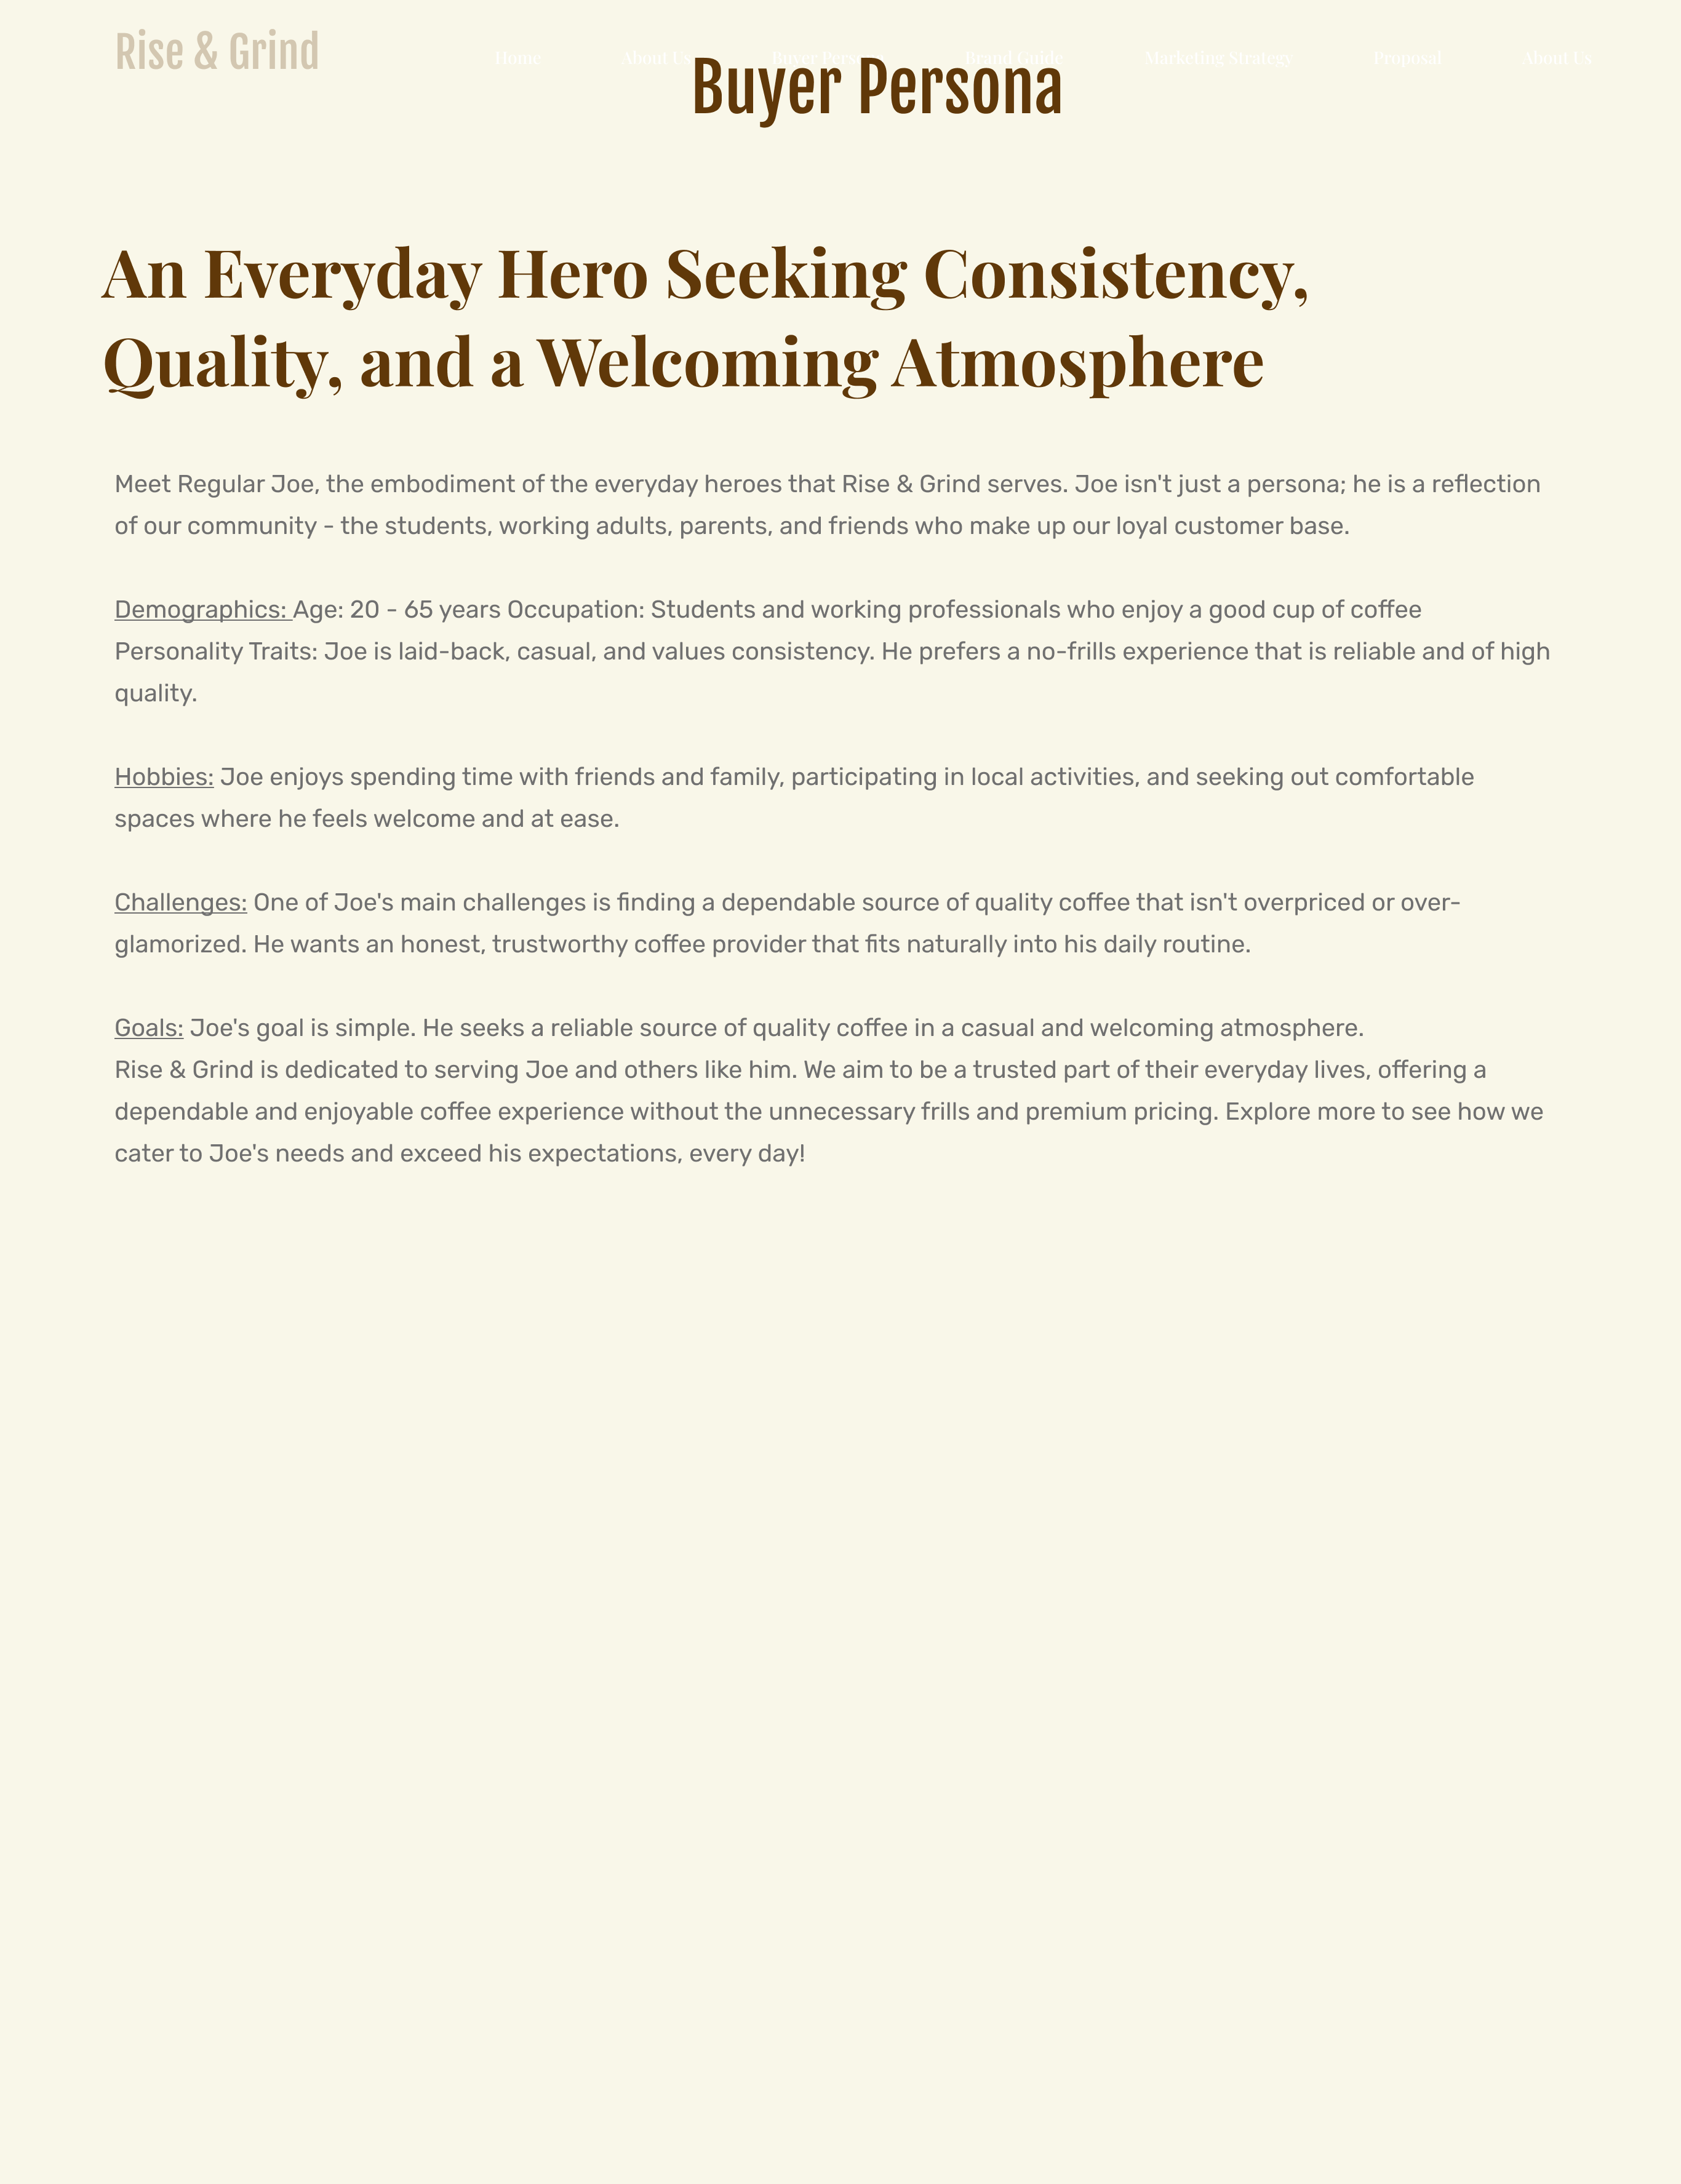 Rise & Grind
Home About Us Buyer Persona Brand Guide Marketing Strategy Proposal About Us
Buyer Persona
An Everyday Hero Seeking Consistency,
Quality, and a Welcoming Atmosphere
Meet Regular Joe, the embodiment of the everyday heroes that Rise & Grind serves. Joe isn't just a persona; he is a reflection
of our community - the students, working adults, parents, and friends who make up our loyal customer base.
Demographics: Age: 20 - 65 years Occupation: Students and working professionals who enjoy a good cup of coffee
Personality Traits: Joe is laid-back, casual, and values consistency. He prefers a no-frills experience that is reliable and of high
quality.
Hobbies: Joe enjoys spending time with friends and family, participating in local activities, and seeking out comfortable
spaces where he feels welcome and at ease.
Challenges: One of Joe's main challenges is finding a dependable source of quality coffee that isn't overpriced or over-
glamorized. He wants an honest, trustworthy coffee provider that fits naturally into his daily routine.
Goals: Joe's goal is simple. He seeks a reliable source of quality coffee in a casual and welcoming atmosphere.
Rise & Grind is dedicated to serving Joe and others like him. We aim to be a trusted part of their everyday lives, offering a
dependable and enjoyable coffee experience without the unnecessary frills and premium pricing. Explore more to see how we
cater to Joe's needs and exceed his expectations, every day!